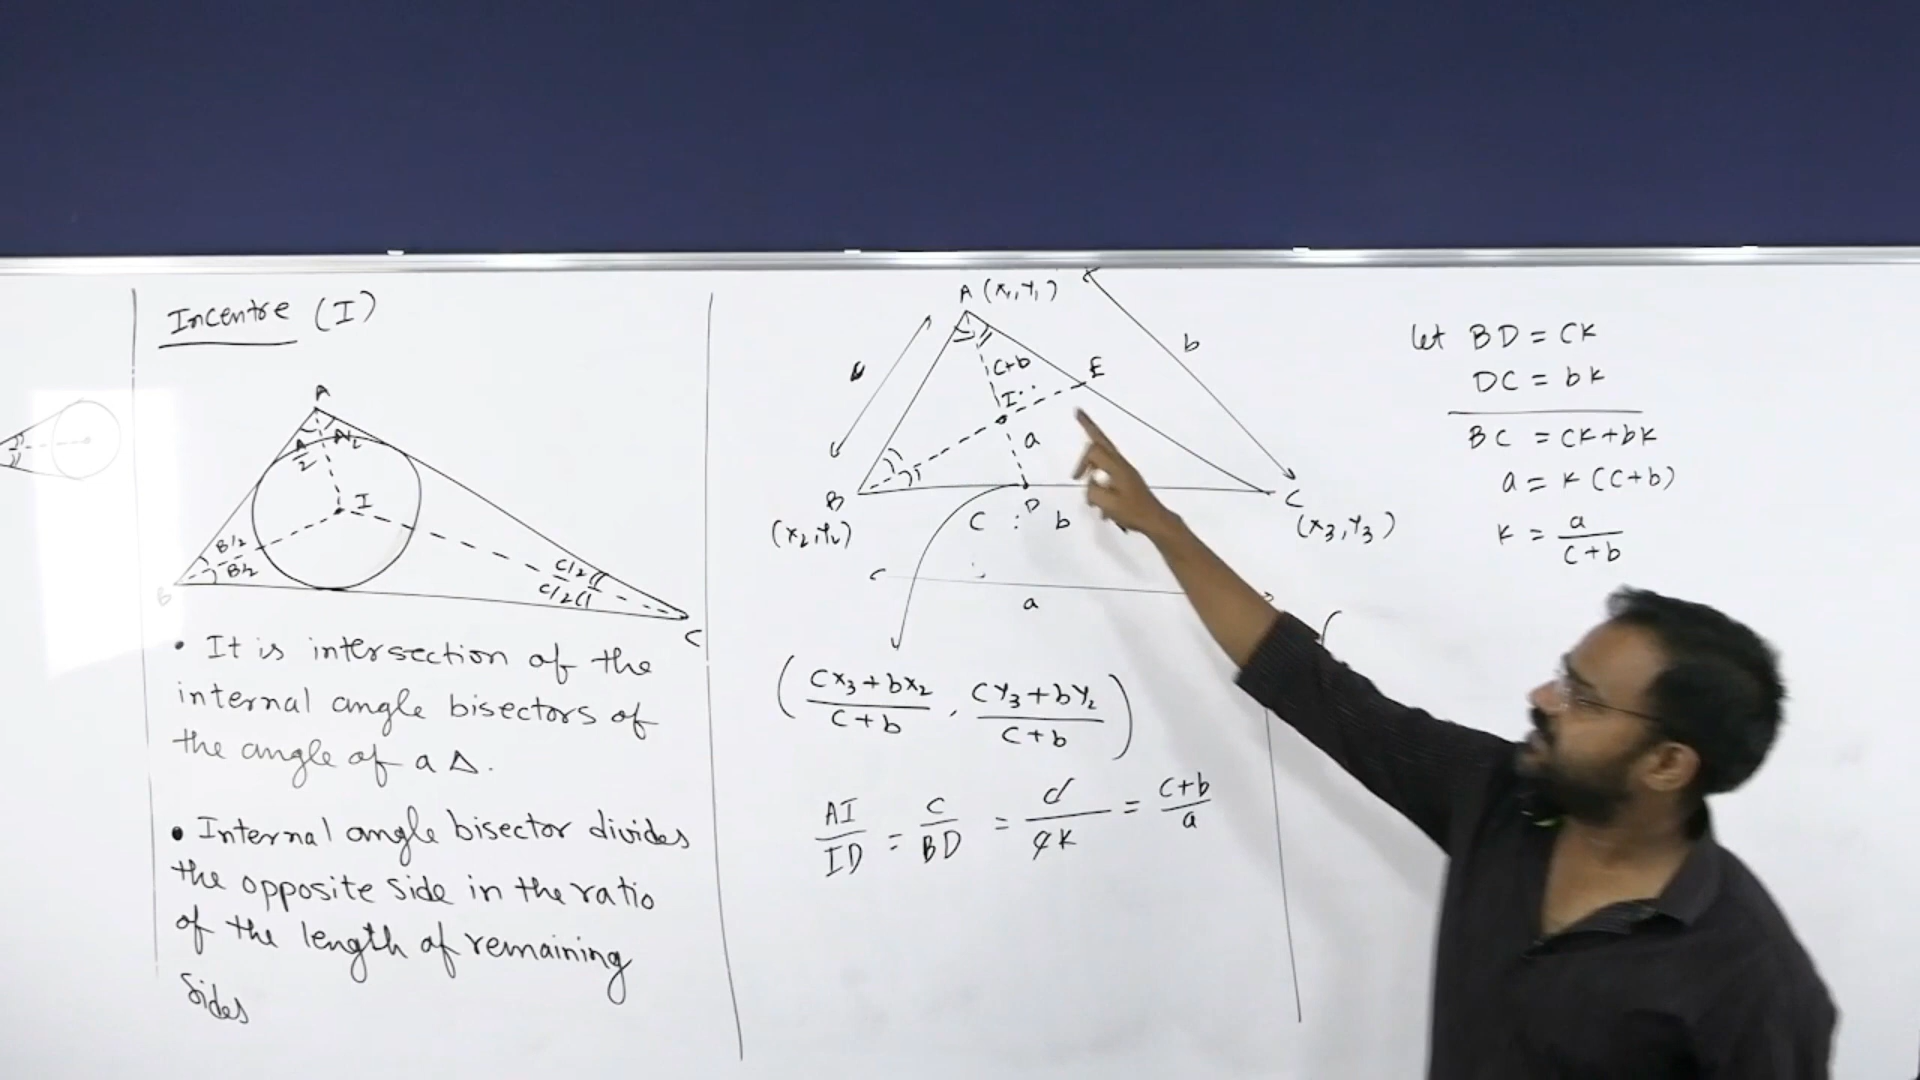 Incentre (I)
A
A/2 A/2
I
B/2
B/2
C/2
C/2
B
C
• It is intersection of the
internal angle bisectors of
the angle of a Δ.
• Internal angle bisector divides
the opposite side in the ratio
of the length of remaining
Sides
A (x₁, y₁)
b
c+b
E
I
a
B
D
C
(x₂, y₂)
C : b
(x₃, y₃)
a
(cx₃+bx₂/c+b , cy₃+by₂/c+b)
AI/ID = c/BD = c/ck = c+b/a
let BD = ck
DC = bk
BC = ck+bk
a = k(c+b)
k = a/c+b